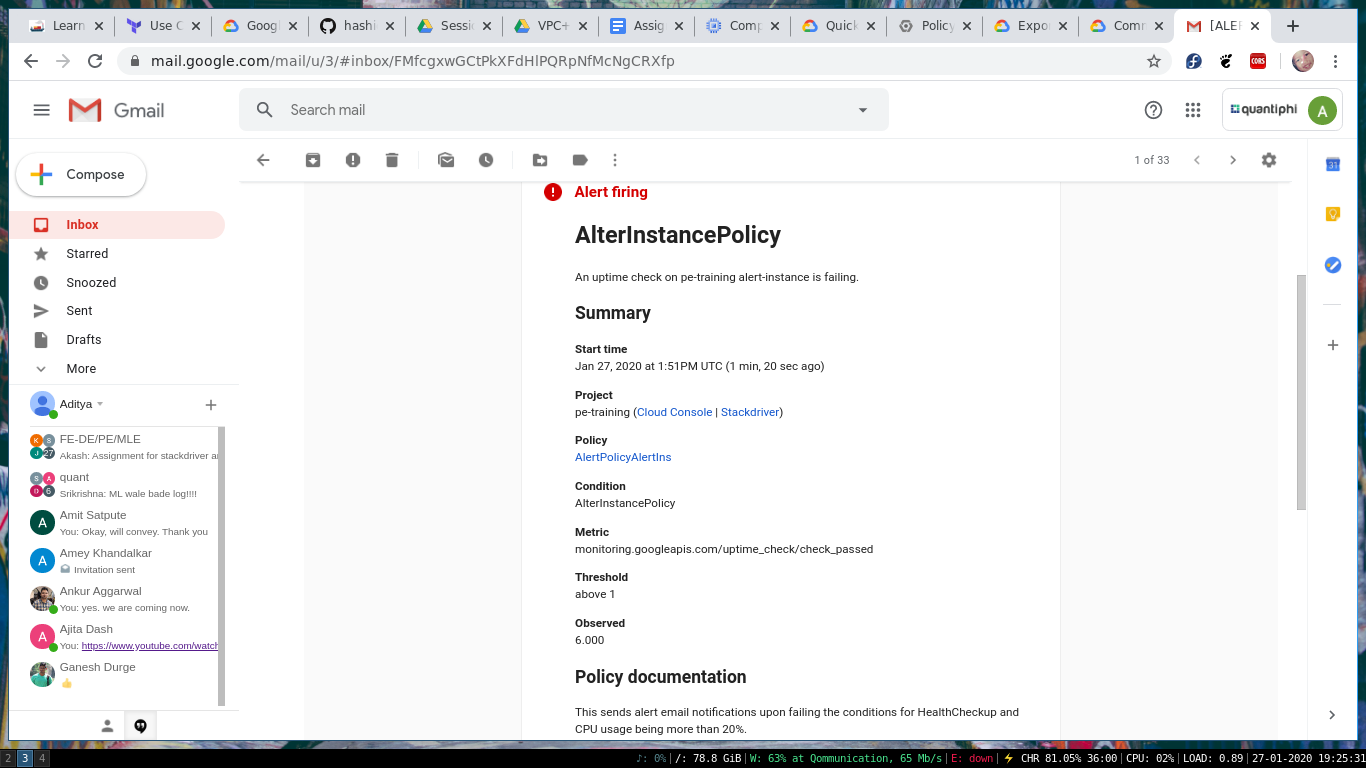 Learn
Use C
Goog
hashi
Sessi
VPC+
Assig
Comp
Quick
Policy
Expo
Comm
[ALE
mail.google.com/mail/u/3/#inbox/FMfcgxwGCtPkXFdHlPQRpNfMcNgCRXfp
CORS
Gmail
Search mail
quantiphi
A
Compose
1 of 33
31
Inbox
Starred
Snoozed
Sent
Drafts
More
Aditya
FE-DE/PE/MLE
Akash: Assignment for stackdriver a
K
S
J
27
quant
Srikrishna: ML wale bade log!!!!
S
A
D
6
Amit Satpute
You: Okay, will convey. Thank you
A
Amey Khandalkar
Invitation sent
A
Ankur Aggarwal
You: yes. we are coming now.
Ajita Dash
You: https://www.youtube.com/watch
A
Ganesh Durge
Alert firing
AlterInstancePolicy
An uptime check on pe-training alert-instance is failing.
Summary
Start time
Jan 27, 2020 at 1:51PM UTC (1 min, 20 sec ago)
Project
pe-training (Cloud Console | Stackdriver)
Policy
AlertPolicyAlertIns
Condition
AlterInstancePolicy
Metric
monitoring.googleapis.com/uptime_check/check_passed
Threshold
above 1
Observed
6.000
Policy documentation
This sends alert email notifications upon failing the conditions for HealthCheckup and
CPU usage being more than 20%.
2 3 4
♪: 0%|/: 78.8 GiB|W: 63% at Qommunication, 65 Mb/s|E: down|⚡ CHR 81.05% 36:00|CPU: 02%|LOAD: 0.89|27-01-2020 19:25:31